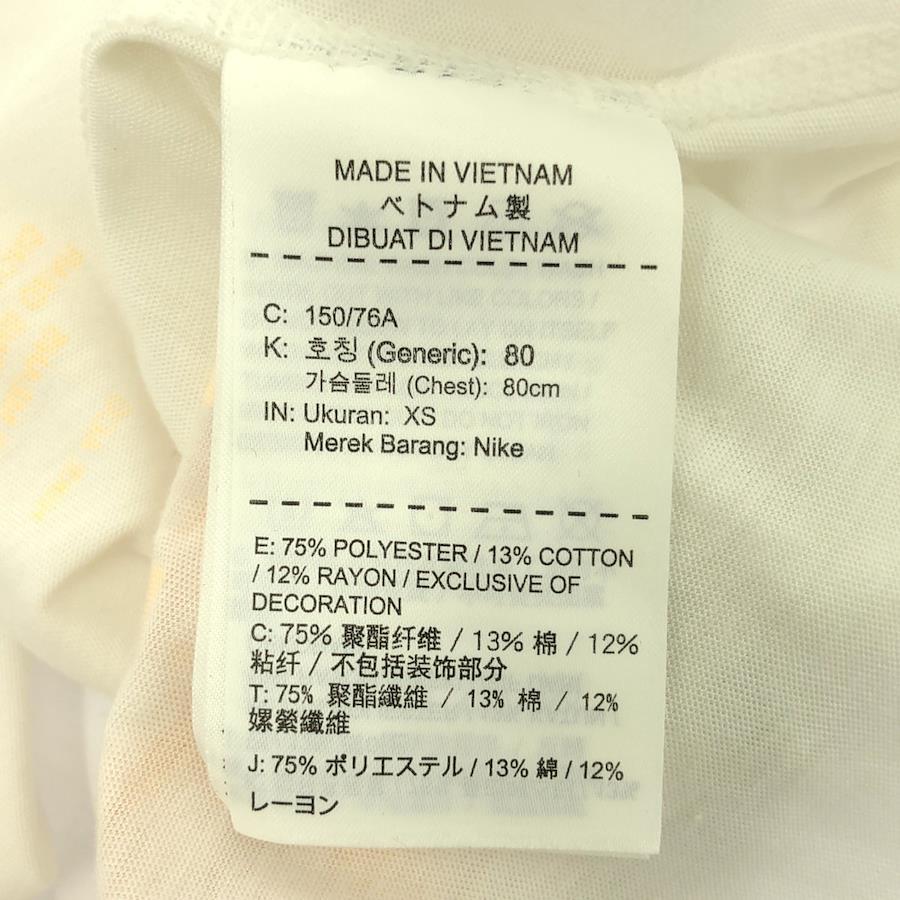 MADE IN VIETNAM
ベトナム製
DIBUAT DI VIETNAM
C: 150/76A
K: 호칭 (Generic): 80
가슴둘레 (Chest): 80cm
IN: Ukuran: XS
Merek Barang: Nike
E: 75% POLYESTER / 13% COTTON
/ 12% RAYON / EXCLUSIVE OF
DECORATION
C: 75% 聚酯纤维 / 13% 棉 / 12%
粘纤 / 不包括装饰部分
T: 75% 聚酯纖維 / 13% 棉 / 12%
嫘縈纖維
J: 75% ポリエステル / 13% 綿 / 12%
レーヨン